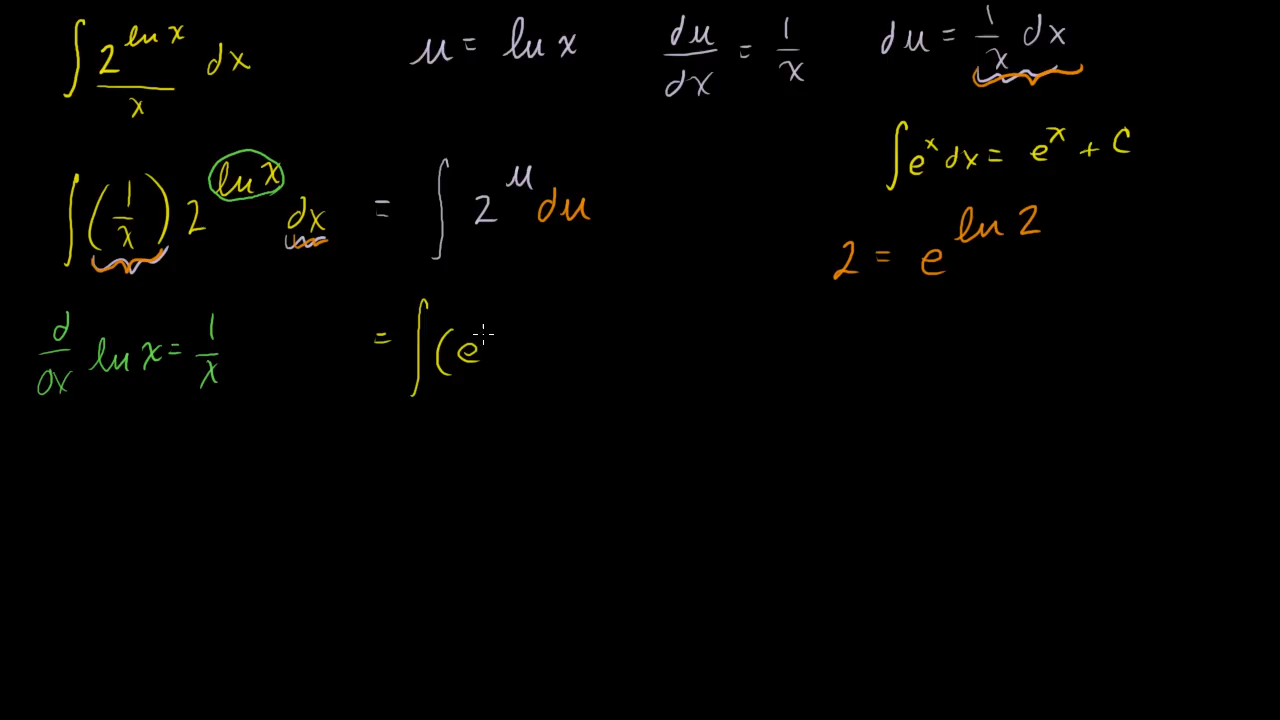 ∫ 2^(ln x)/x dx    u = ln x    du/dx = 1/x    du = 1/x dx
∫ e^x dx = e^x + C
∫ (1/x) 2^(ln x) dx = ∫ 2^u du
2 = e^(ln 2)
d/dx ln x = 1/x    = ∫ (e